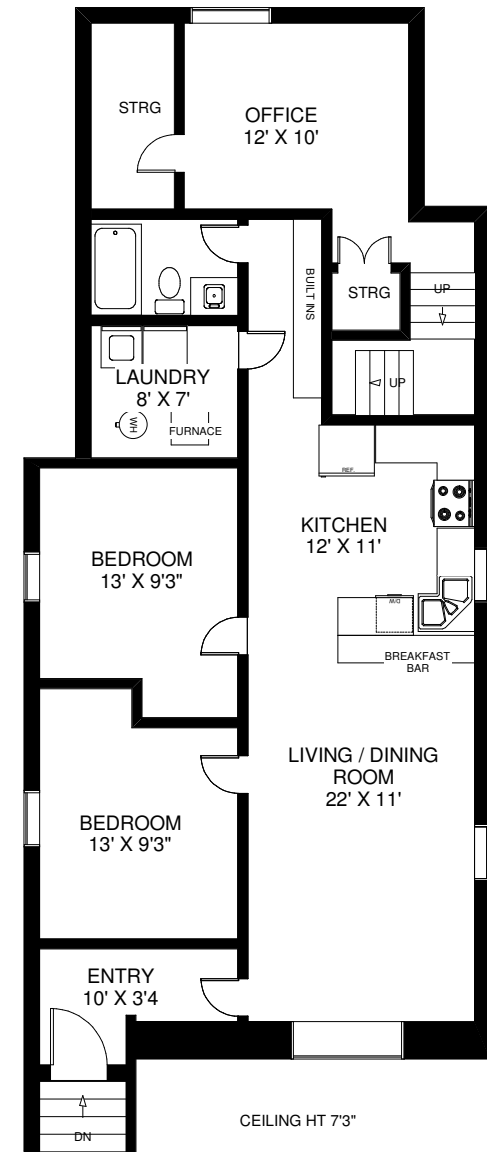 STRG
OFFICE
12' X 10'
BUILT INS
STRG
UP
UP
LAUNDRY
8' X 7'
WH
FURNACE
REF.
KITCHEN
12' X 11'
BEDROOM
13' X 9'3"
D/W
BREAKFAST
BAR
LIVING / DINING
ROOM
22' X 11'
BEDROOM
13' X 9'3"
ENTRY
10' X 3'4
DN
CEILING HT 7'3"